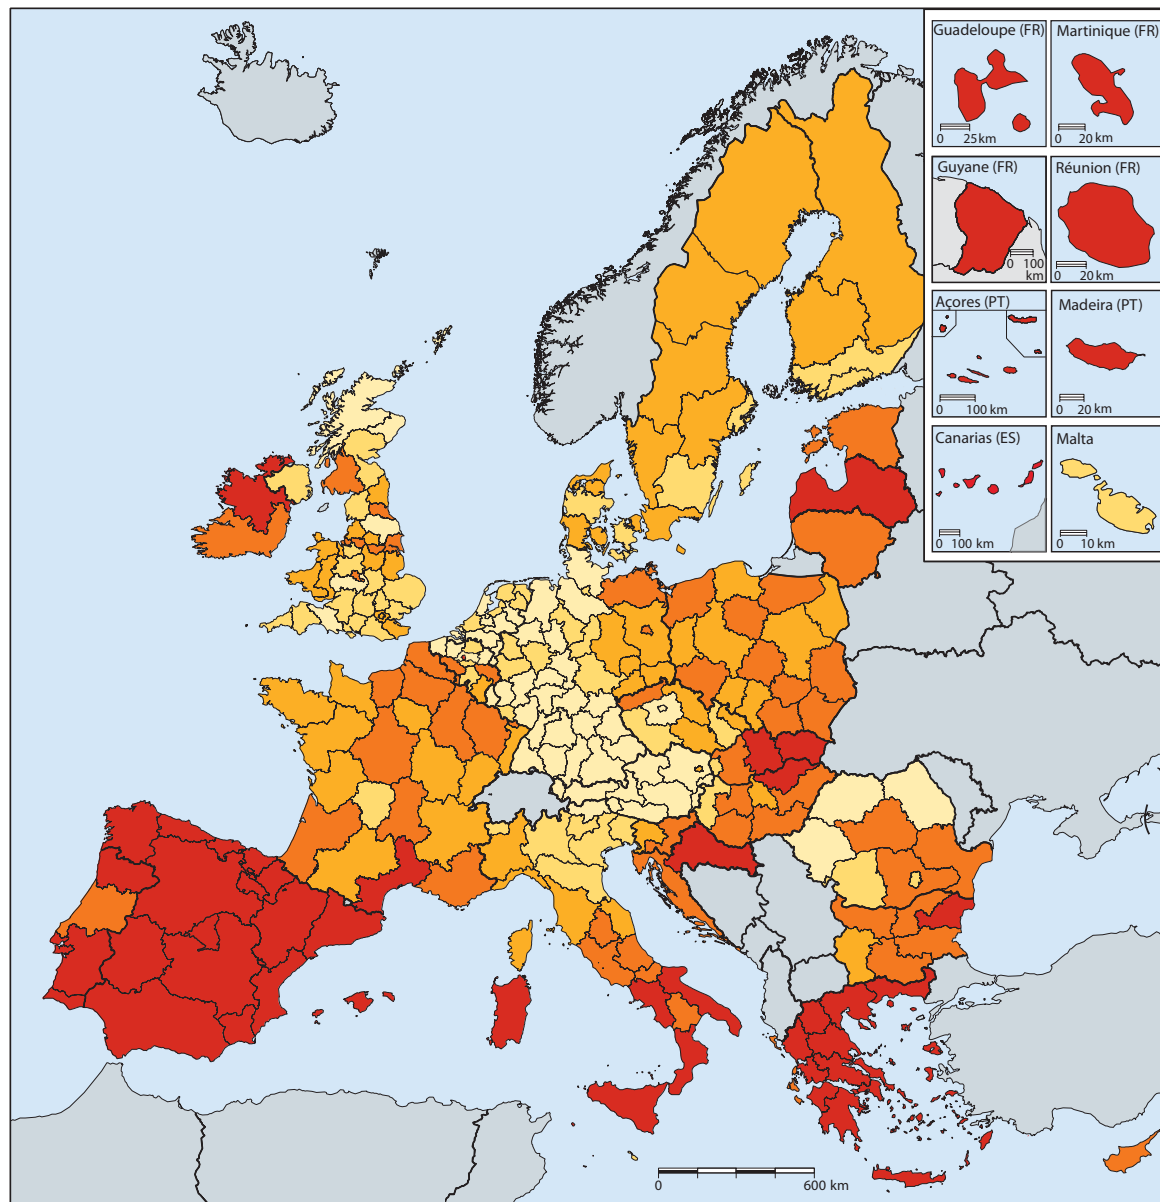 Guadeloupe (FR)
0 25 km
Martinique (FR)
0 20 km
Guyane (FR)
0 100
km
Réunion (FR)
0 20 km
Açores (PT)
0 100 km
Madeira (PT)
0 20 km
Canarias (ES)
0 100 km
Malta
0 10 km
0 600 km